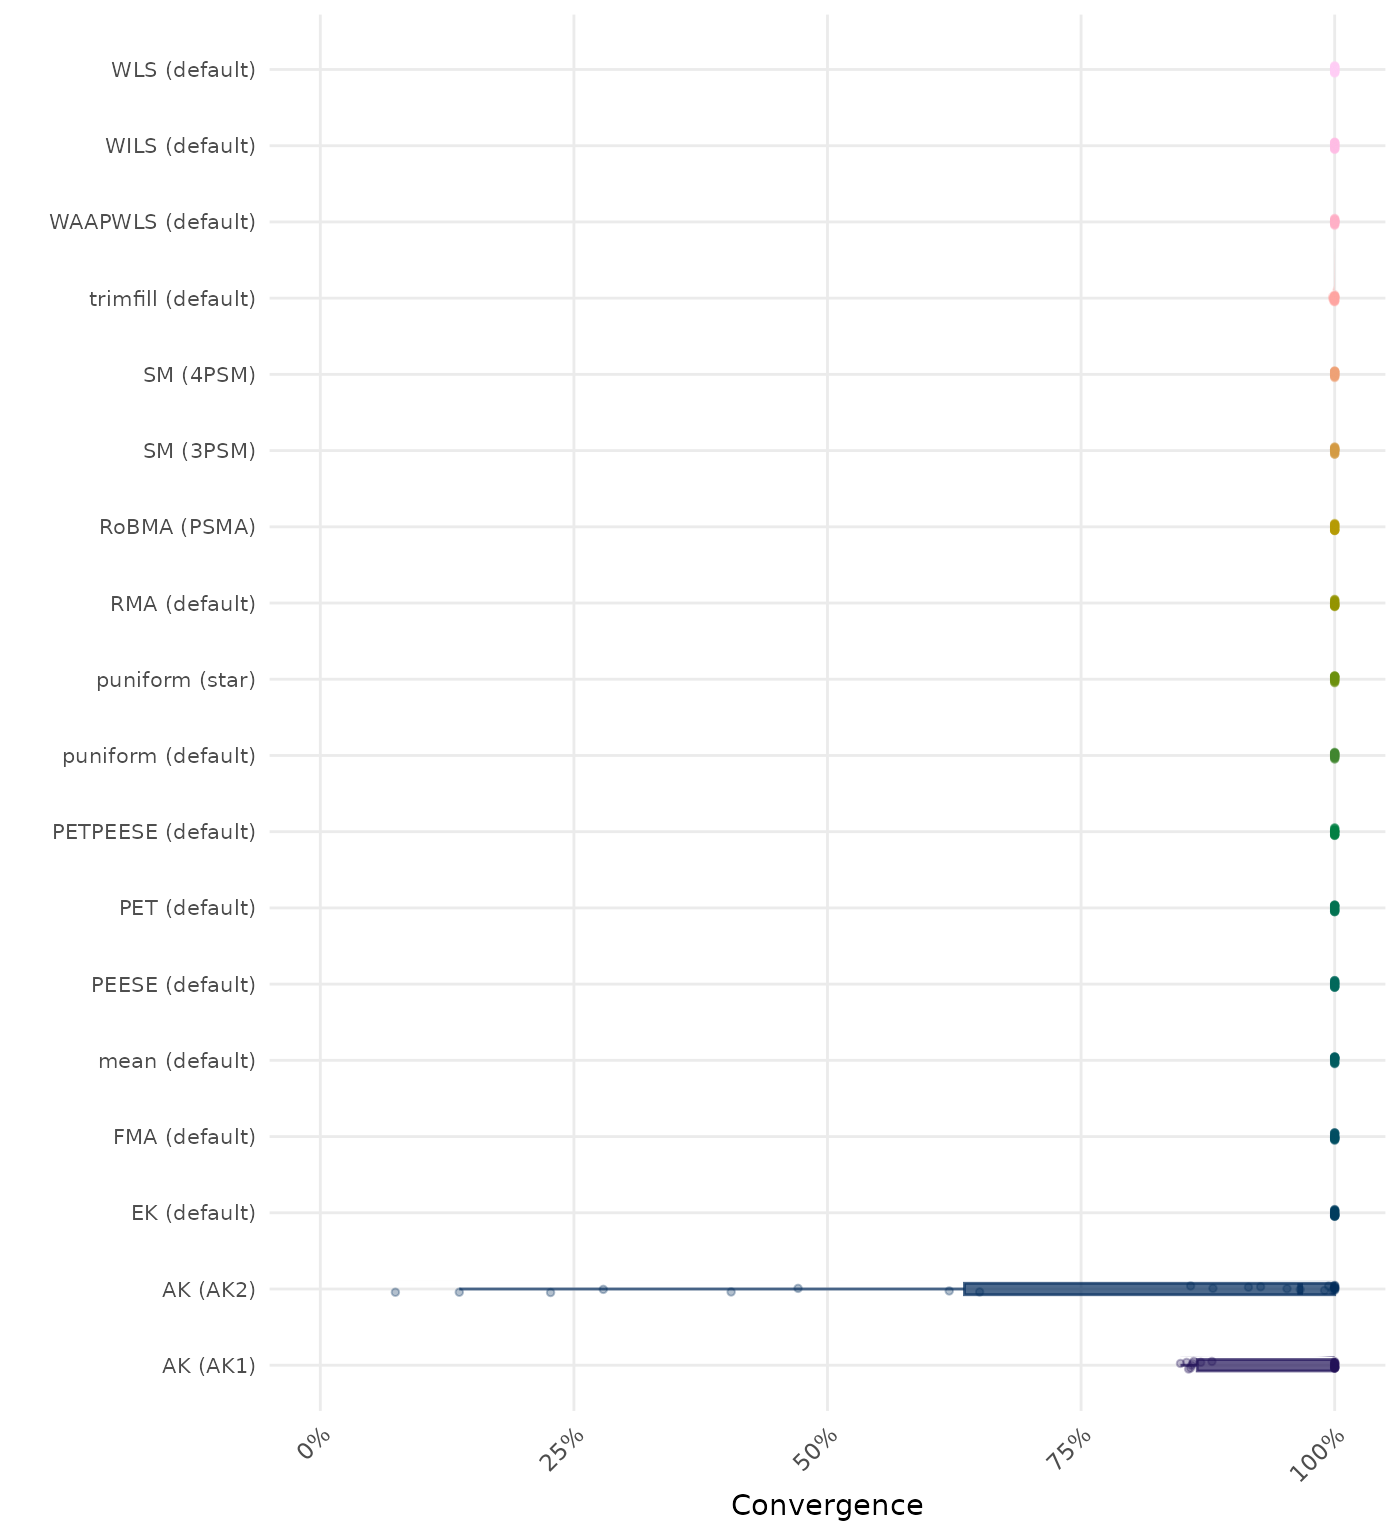 WLS (default)
WILS (default)
WAAPWLS (default)
trimfill (default)
SM (4PSM)
SM (3PSM)
RoBMA (PSMA)
RMA (default)
puniform (star)
puniform (default)
PETPEESE (default)
PET (default)
PEESE (default)
mean (default)
FMA (default)
EK (default)
AK (AK2)
AK (AK1)
0%
25%
50%
75%
100%
Convergence